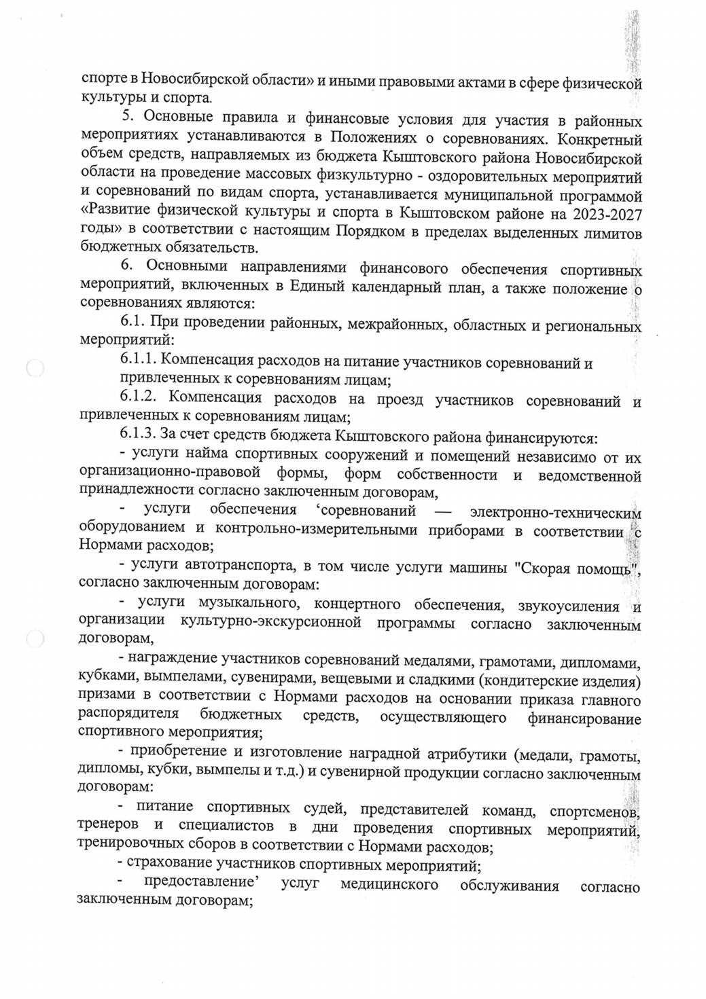 спорте в Новосибирской области» и иными правовыми актами в сфере физической
культуры и спорта.
5. Основные правила и финансовые условия для участия в районных
мероприятиях устанавливаются в Положениях о соревнованиях. Конкретный
объем средств, направляемых из бюджета Кыштовского района Новосибирской
области на проведение массовых физкультурно - оздоровительных мероприятий
и соревнований по видам спорта, устанавливается муниципальной программой
«Развитие физической культуры и спорта в Кыштовском районе на 2023-2027
годы» в соответствии с настоящим Порядком в пределах выделенных лимитов
бюджетных обязательств.
6. Основными направлениями финансового обеспечения спортивных
мероприятий, включенных в Единый календарный план, а также положение о
соревнованиях являются:
6.1. При проведении районных, межрайонных, областных и региональных
мероприятий:
6.1.1. Компенсация расходов на питание участников соревнований и
привлеченных к соревнованиям лицам;
6.1.2. Компенсация расходов на проезд участников соревнований и
привлеченных к соревнованиям лицам;
6.1.3. За счет средств бюджета Кыштовского района финансируются:
- услуги найма спортивных сооружений и помещений независимо от их
организационно-правовой формы, форм собственности и ведомственной
принадлежности согласно заключенным договорам,
- услуги обеспечения ‘соревнований — электронно-техническим
оборудованием и контрольно-измерительными приборами в соответствии с
Нормами расходов;
- услуги автотранспорта, в том числе услуги машины "Скорая помощь",
согласно заключенным договорам:
- услуги музыкального, концертного обеспечения, звукоусиления и
организации культурно-экскурсионной программы согласно заключенным
договорам,
- награждение участников соревнований медалями, грамотами, дипломами,
кубками, вымпелами, сувенирами, вещевыми и сладкими (кондитерские изделия)
призами в соответствии с Нормами расходов на основании приказа главного
распорядителя бюджетных средств, осуществляющего финансирование
спортивного мероприятия;
- приобретение и изготовление наградной атрибутики (медали, грамоты,
дипломы, кубки, вымпелы и т.д.) и сувенирной продукции согласно заключенным
договорам:
- питание спортивных судей, представителей команд, спортсменов,
тренеров и специалистов в дни проведения спортивных мероприятий,
тренировочных сборов в соответствии с Нормами расходов;
- страхование участников спортивных мероприятий;
- предоставление’ услуг медицинского обслуживания согласно
заключенным договорам;